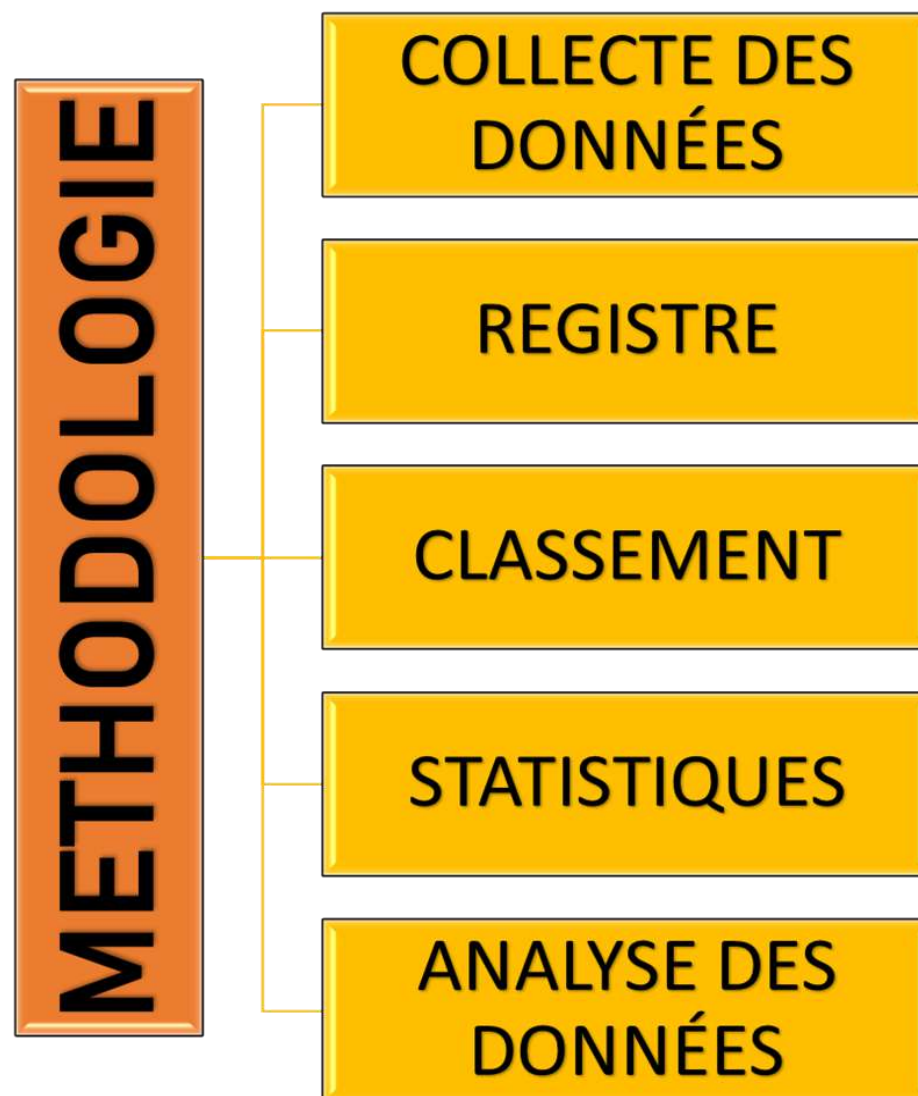 METHODOLOGIE
COLLECTE DES
DONNÉES
REGISTRE
CLASSEMENT
STATISTIQUES
ANALYSE DES
DONNÉES